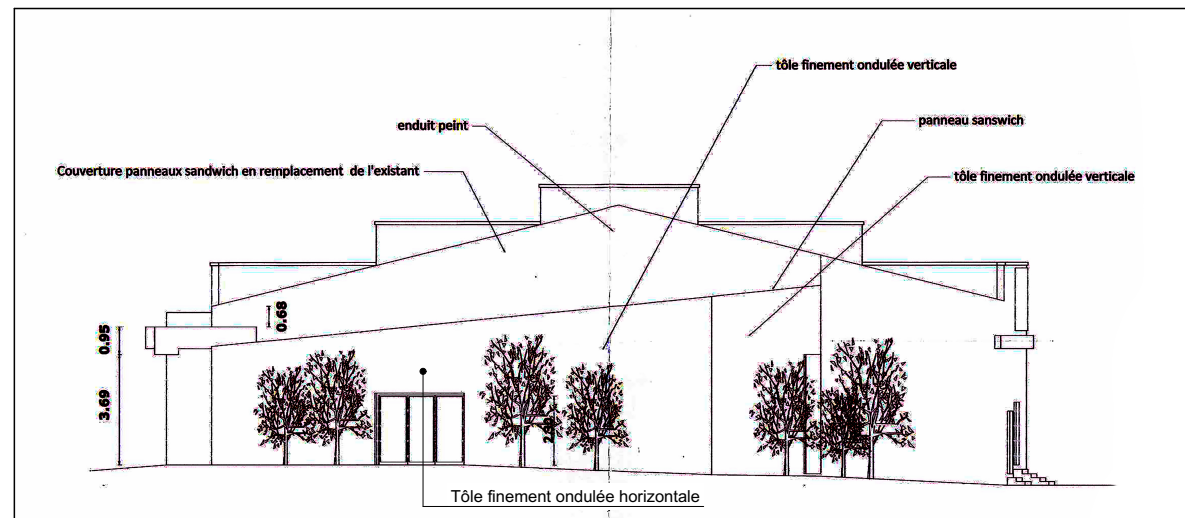 tôle finement ondulée verticale
enduit peint
panneau sanswich
Couverture panneaux sandwich en remplacement de l'existant
tôle finement ondulée verticale
0.68
0.95
3.69
Tôle finement ondulée horizontale